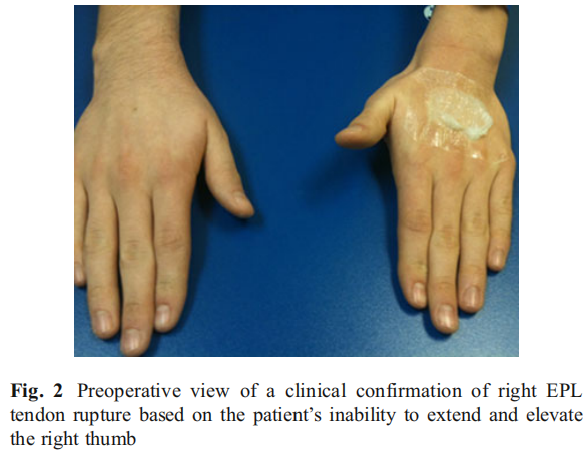 Fig. 2 Preoperative view of a clinical confirmation of right EPL
tendon rupture based on the patient's inability to extend and elevate
the right thumb